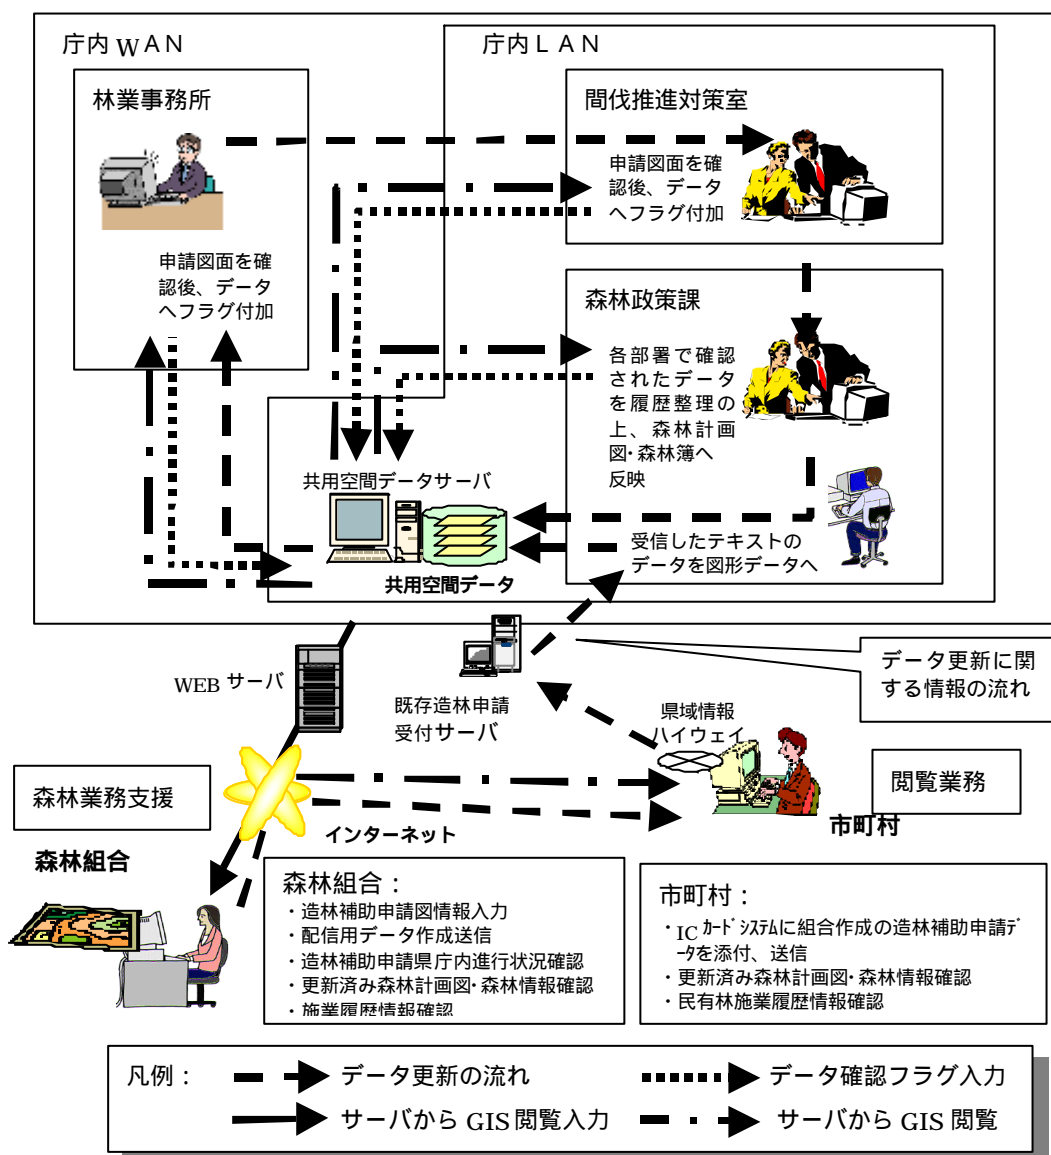 庁内 WAN
庁内ＬＡＮ
林業事務所
間伐推進対策室
申請図面を確
認後、データ
へフラグ付加
申請図面を確
認後、データ
へフラグ付加
森林政策課
各部署で確認
されたデータ
を履歴整理の
上、森林計画
図・森林簿へ
反映
共用空間データサーバ
受信したテキストの
データを図形データへ
共用空間データ
データ更新に関
する情報の流れ
WEB サーバ
既存造林申請
受付サーバ
県域情報
ハイウェイ
森林業務支援
閲覧業務
インターネット
市町村
森林組合
森林組合：
・造林補助申請図情報入力
・配信用データ作成送信
・造林補助申請県庁内進行状況確認
・更新済み森林計画図・森林情報確認
・施業履歴情報確認
市町村：
・ICｶｰﾄﾞｼｽﾃﾑに組合作成の造林補助申請ﾃﾞ
ｰﾀを添付、送信
・更新済み森林計画図・森林情報確認
・民有林施業履歴情報確認
凡例：
データ更新の流れ
データ確認フラグ入力
サーバから GIS 閲覧入力
サーバから GIS 閲覧